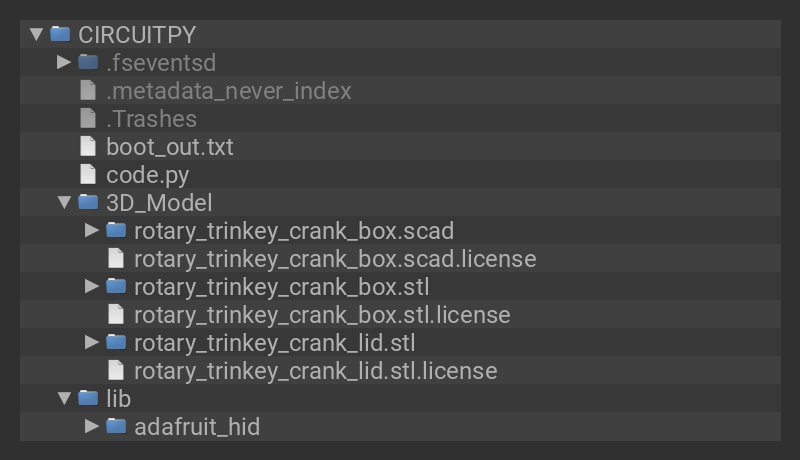 CIRCUITPY
.fseventsd
.metadata_never_index
.Trashes
boot_out.txt
code.py
3D_Model
rotary_trinkey_crank_box.scad
rotary_trinkey_crank_box.scad.license
rotary_trinkey_crank_box.stl
rotary_trinkey_crank_box.stl.license
rotary_trinkey_crank_lid.stl
rotary_trinkey_crank_lid.stl.license
lib
adafruit_hid